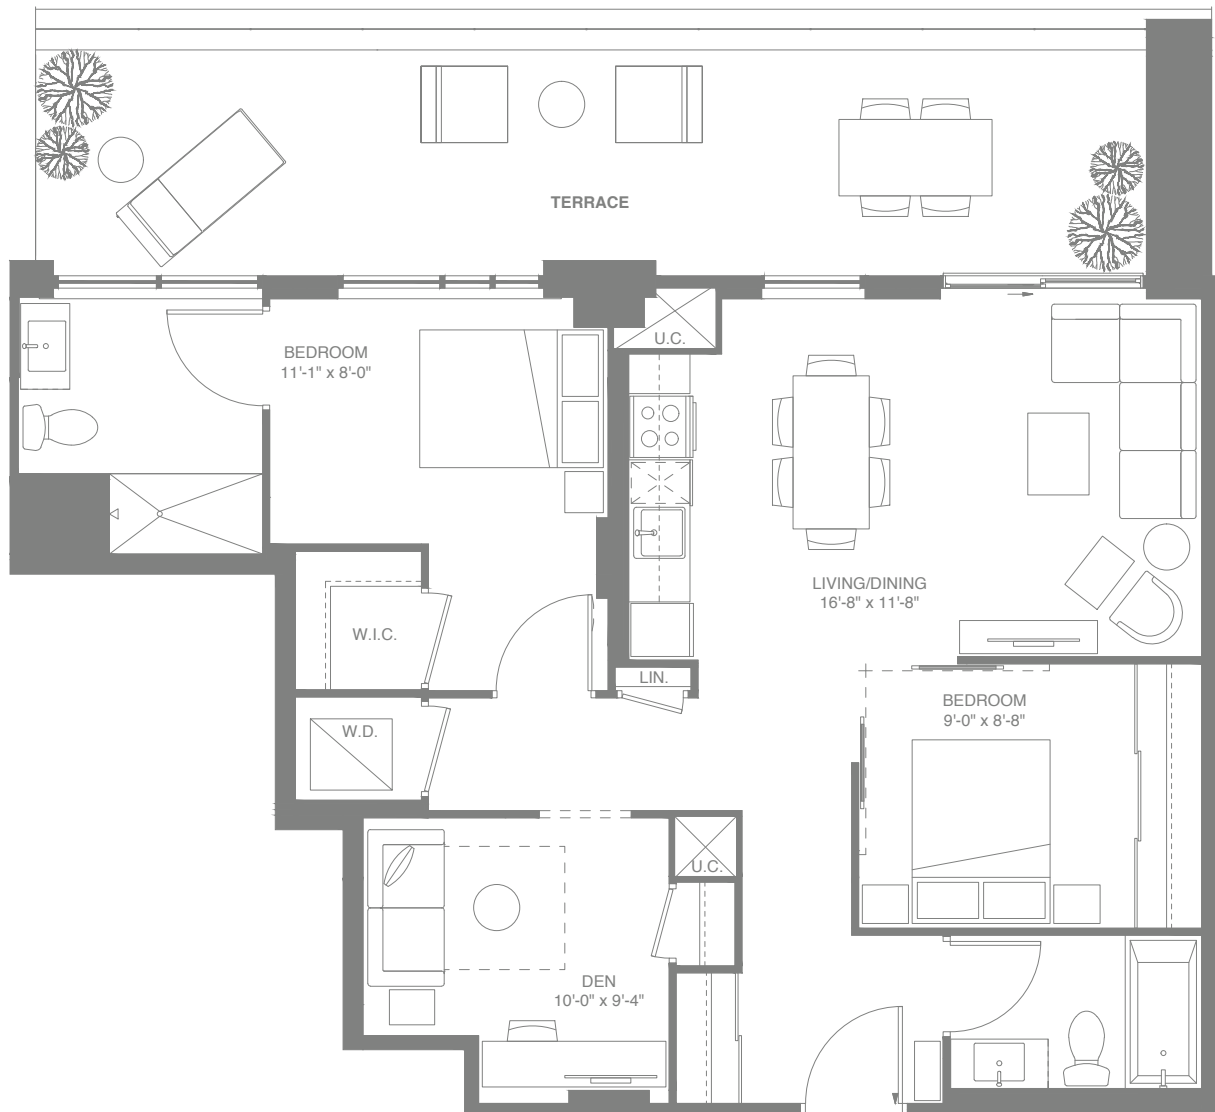 TERRACE
U.C.
BEDROOM
11'-1" x 8'-0"
LIVING/DINING
16'-8" x 11'-8"
W.I.C.
LIN.
BEDROOM
9'-0" x 8'-8"
W.D.
U.C.
DEN
10'-0" x 9'-4"